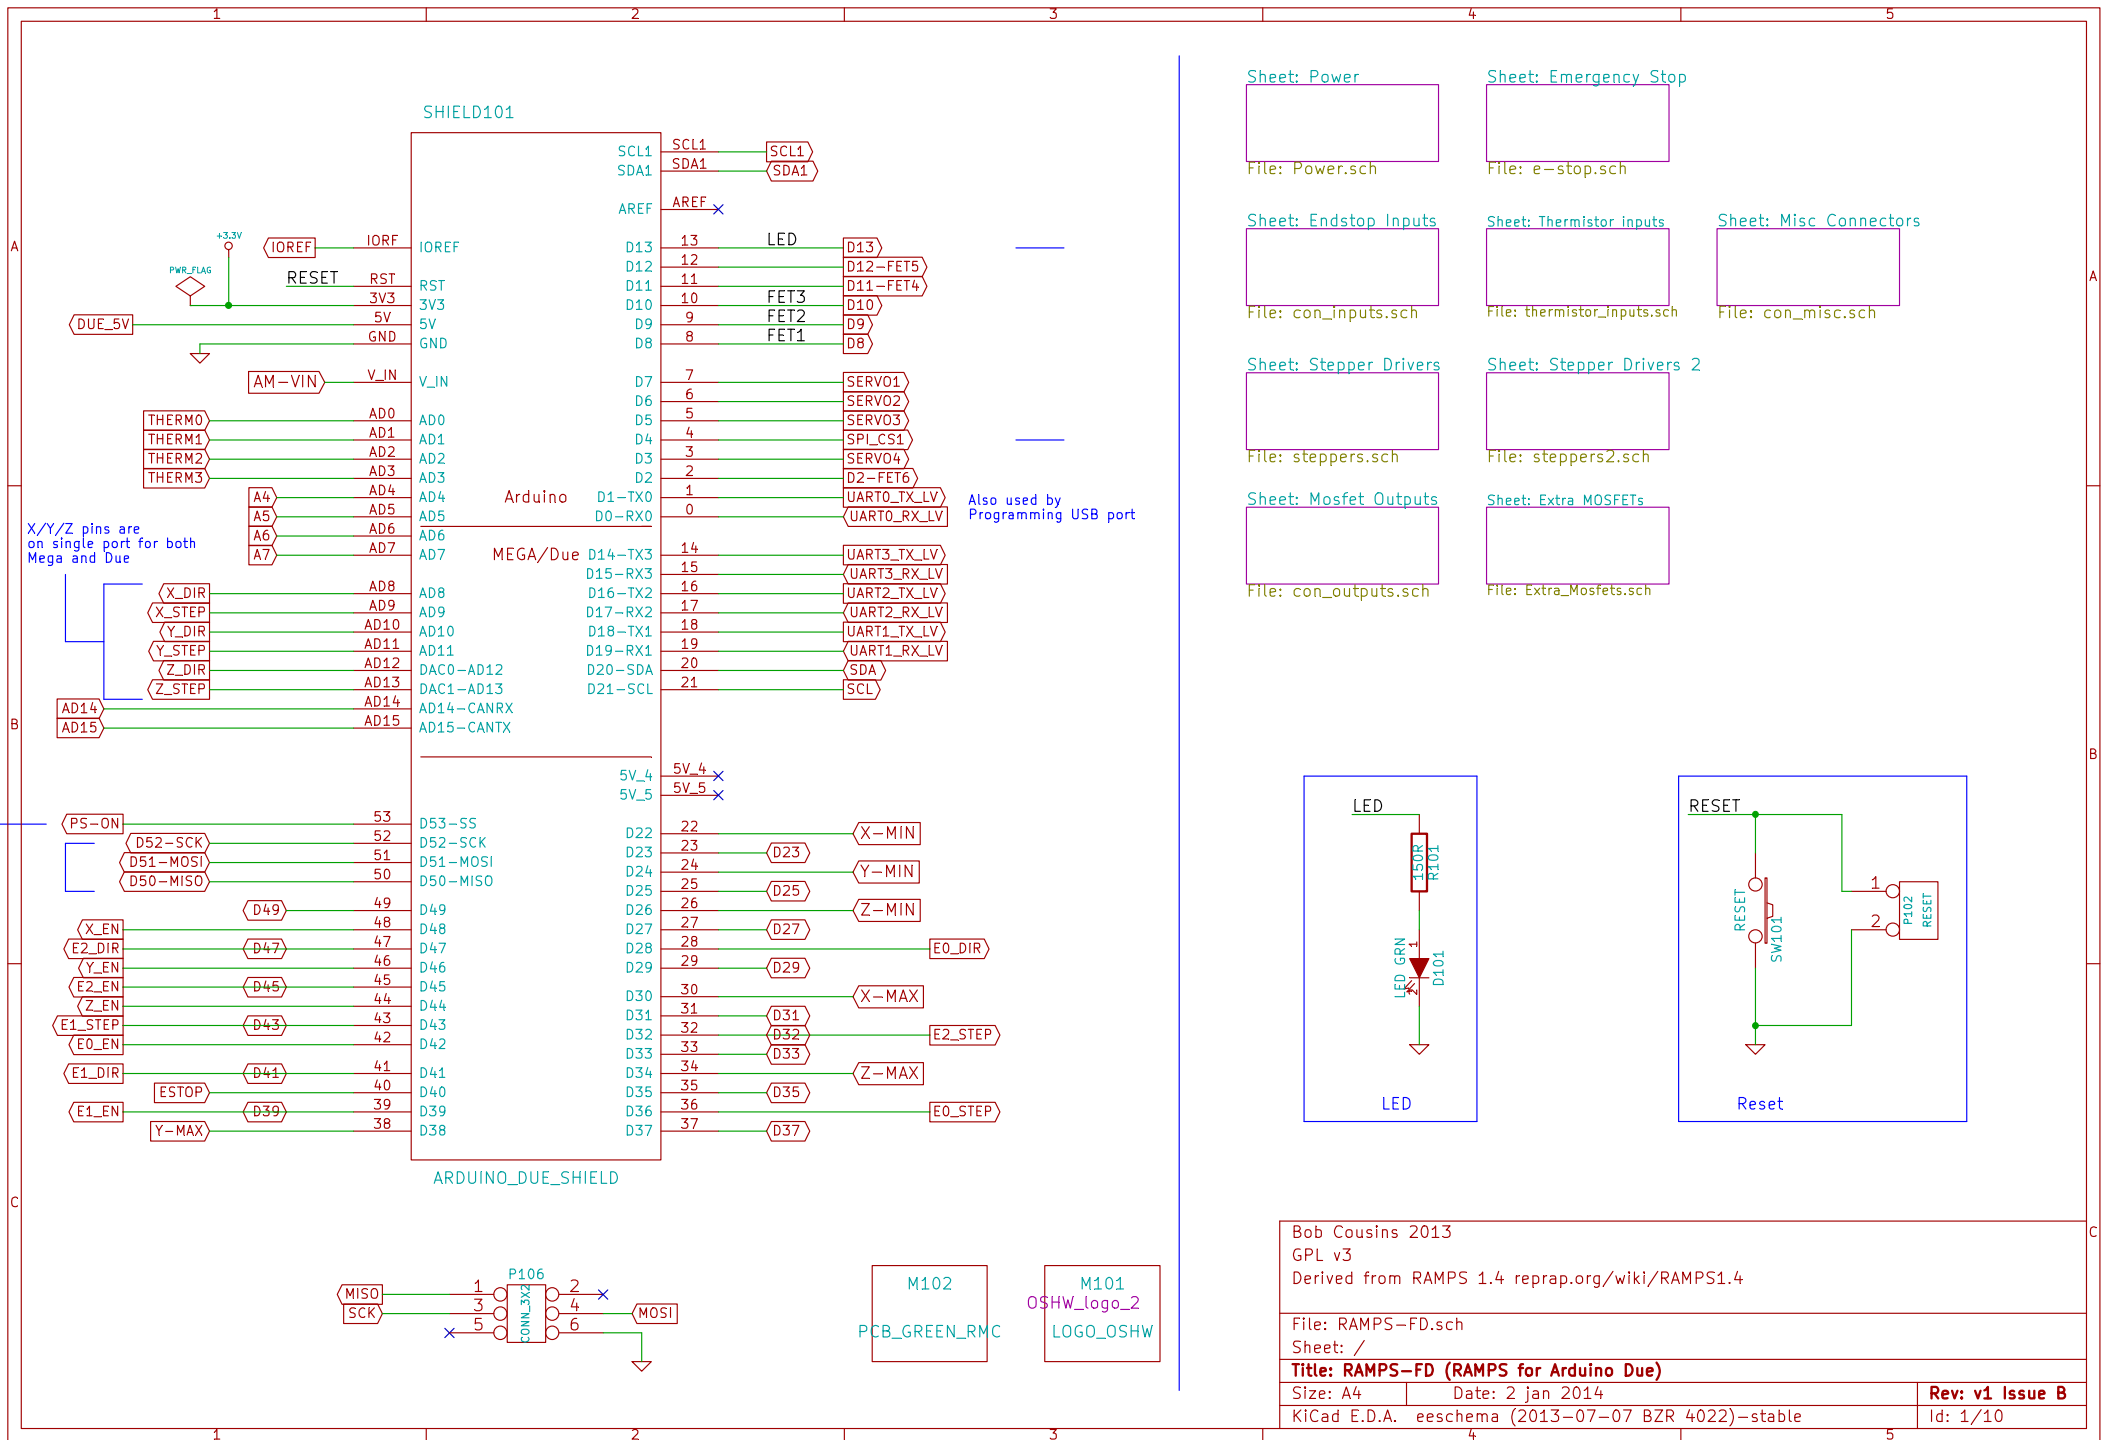 1 2 3 4 5
A
B
C
A
B
C
1 2 3 4 5
SHIELD101
SCL1 SCL1 SCL1
SDA1 SDA1 SDA1
AREF AREF
IOREF IORF IOREF
+3.3V
PWR_FLAG
RESET RST RST
3V3 3V3
DUE_5V 5V 5V
GND GND
AM-VIN V_IN V_IN
THERM0 AD0 AD0
THERM1 AD1 AD1
THERM2 AD2 AD2
THERM3 AD3 AD3
A4 AD4 AD4
A5 AD5 AD5
A6 AD6 AD6
A7 AD7 AD7
X/Y/Z pins are
on single port for both
Mega and Due
X_DIR AD8 AD8
X_STEP AD9 AD9
Y_DIR AD10 AD10
Y_STEP AD11 AD11
Z_DIR AD12 DAC0-AD12
Z_STEP AD13 DAC1-AD13
AD14 AD14 AD14-CANRX
AD15 AD15 AD15-CANTX
PS-ON 53 D53-SS
D52-SCK 52 D52-SCK
D51-MOSI 51 D51-MOSI
D50-MISO 50 D50-MISO
D49 49 D49
X_EN 48 D48
E2_DIR D47 47 D47
Y_EN 46 D46
E2_EN D45 45 D45
Z_EN 44 D44
E1_STEP D43 43 D43
E0_EN 42 D42
E1_DIR D41 41 D41
ESTOP 40 D40
E1_EN D39 39 D39
Y-MAX 38 D38
Arduino
MEGA/Due
D13 13 LED D13
D12 12 D12-FET5
D11 11 D11-FET4
D10 10 FET3 D10
D9 9 FET2 D9
D8 8 FET1 D8
D7 7 SERVO1
D6 6 SERVO2
D5 5 SERVO3
D4 4 SPI_CS1
D3 3 SERVO4
D2 2 D2-FET6
D1-TX0 1 UART0_TX_LV
D0-RX0 0 UART0_RX_LV
Also used by
Programming USB port
D14-TX3 14 UART3_TX_LV
D15-RX3 15 UART3_RX_LV
D16-TX2 16 UART2_TX_LV
D17-RX2 17 UART2_RX_LV
D18-TX1 18 UART1_TX_LV
D19-RX1 19 UART1_RX_LV
D20-SDA 20 SDA
D21-SCL 21 SCL
5V_4 5V_4
5V_5 5V_5
D22 22 X-MIN
D23 23 D23
D24 24 Y-MIN
D25 25 D25
D26 26 Z-MIN
D27 27 D27
D28 28 E0_DIR
D29 29 D29
D30 30 X-MAX
D31 31 D31
D32 32 D32 E2_STEP
D33 33 D33
D34 34 Z-MAX
D35 35 D35
D36 36 E0_STEP
D37 37 D37
ARDUINO_DUE_SHIELD
P106
CONN_3X2
MISO 1 2
SCK 3 4 MOSI
5 6
M102
PCB_GREEN_RMC
M101
OSHW_logo_2
LOGO_OSHW
Sheet: Power
File: Power.sch
Sheet: Emergency Stop
File: e-stop.sch
Sheet: Endstop Inputs
File: con_inputs.sch
Sheet: Thermistor inputs
File: thermistor_inputs.sch
Sheet: Misc Connectors
File: con_misc.sch
Sheet: Stepper Drivers
File: steppers.sch
Sheet: Stepper Drivers 2
File: steppers2.sch
Sheet: Mosfet Outputs
File: con_outputs.sch
Sheet: Extra MOSFETs
File: Extra_Mosfets.sch
LED
150R
R101
LED GRN
1
2
D101
LED
RESET
RESET
SW101
1
2
P102
RESET
Reset
Bob Cousins 2013
GPL v3
Derived from RAMPS 1.4 reprap.org/wiki/RAMPS1.4
File: RAMPS-FD.sch
Sheet: /
Title: RAMPS-FD (RAMPS for Arduino Due)
Size: A4 Date: 2 jan 2014 Rev: v1 Issue B
KiCad E.D.A. eeschema (2013-07-07 BZR 4022)-stable Id: 1/10